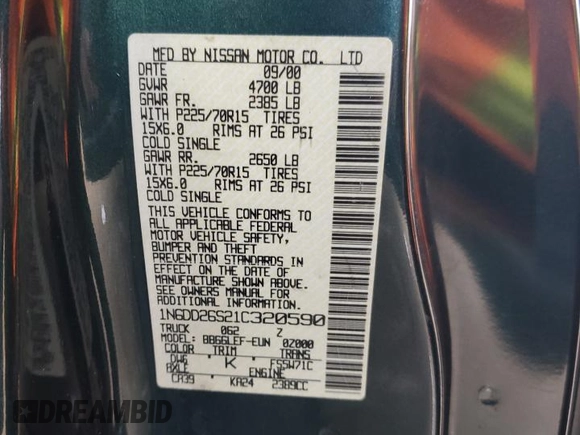 MFD BY NISSAN MOTOR CO. LTD
DATE 09/00
GVWR 4700 LB
GAWR FR. 2385 LB
WITH P225/70R15 TIRES
15X6.0 RIMS AT 26 PSI
COLD SINGLE
GAWR RR. 2650 LB
WITH P225/70R15 TIRES
15X6.0 RIMS AT 26 PSI
COLD SINGLE
THIS VEHICLE CONFORMS TO
ALL APPLICABLE FEDERAL
MOTOR VEHICLE SAFETY,
BUMPER AND THEFT
PREVENTION STANDARDS IN
EFFECT ON THE DATE OF
MANUFACTURE SHOWN ABOVE.
SEE OWNER'S MANUAL FOR
ADDITIONAL INFORMATION.
1N6DD26S21C320590
TRUCK 062 Z
MODEL: BBGGLEF-EUN 0Z000
COLOR TRIM TRANS
DW6 K FS5W71C
AXLE ENGINE
CA39 KA24 2389CC
DREAMBID